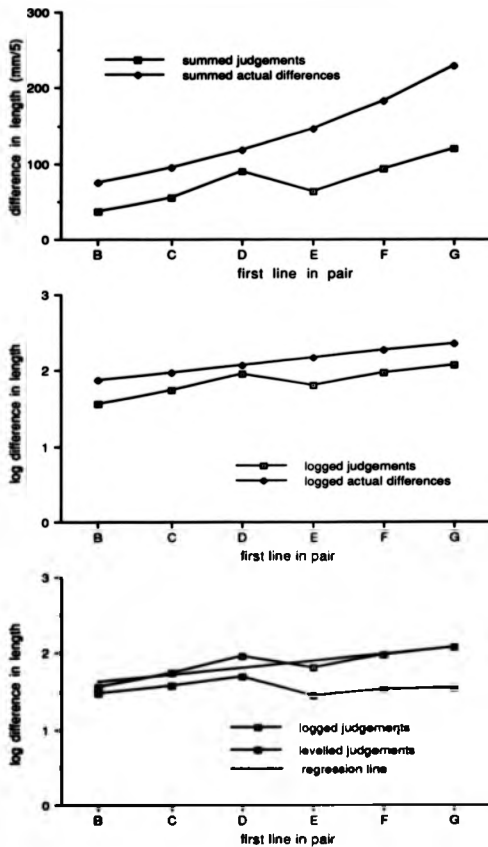 difference in length (mm/5)
300
200
100
0
summed judgements
summed actual differences
B C D E F G
first line in pair
log difference in length
3
2
1
0
logged judgements
logged actual differences
B C D E F G
first line in pair
log difference in length
3
2
1
0
logged judgements
levelled judgements
regression line
B C D E F G
first line in pair